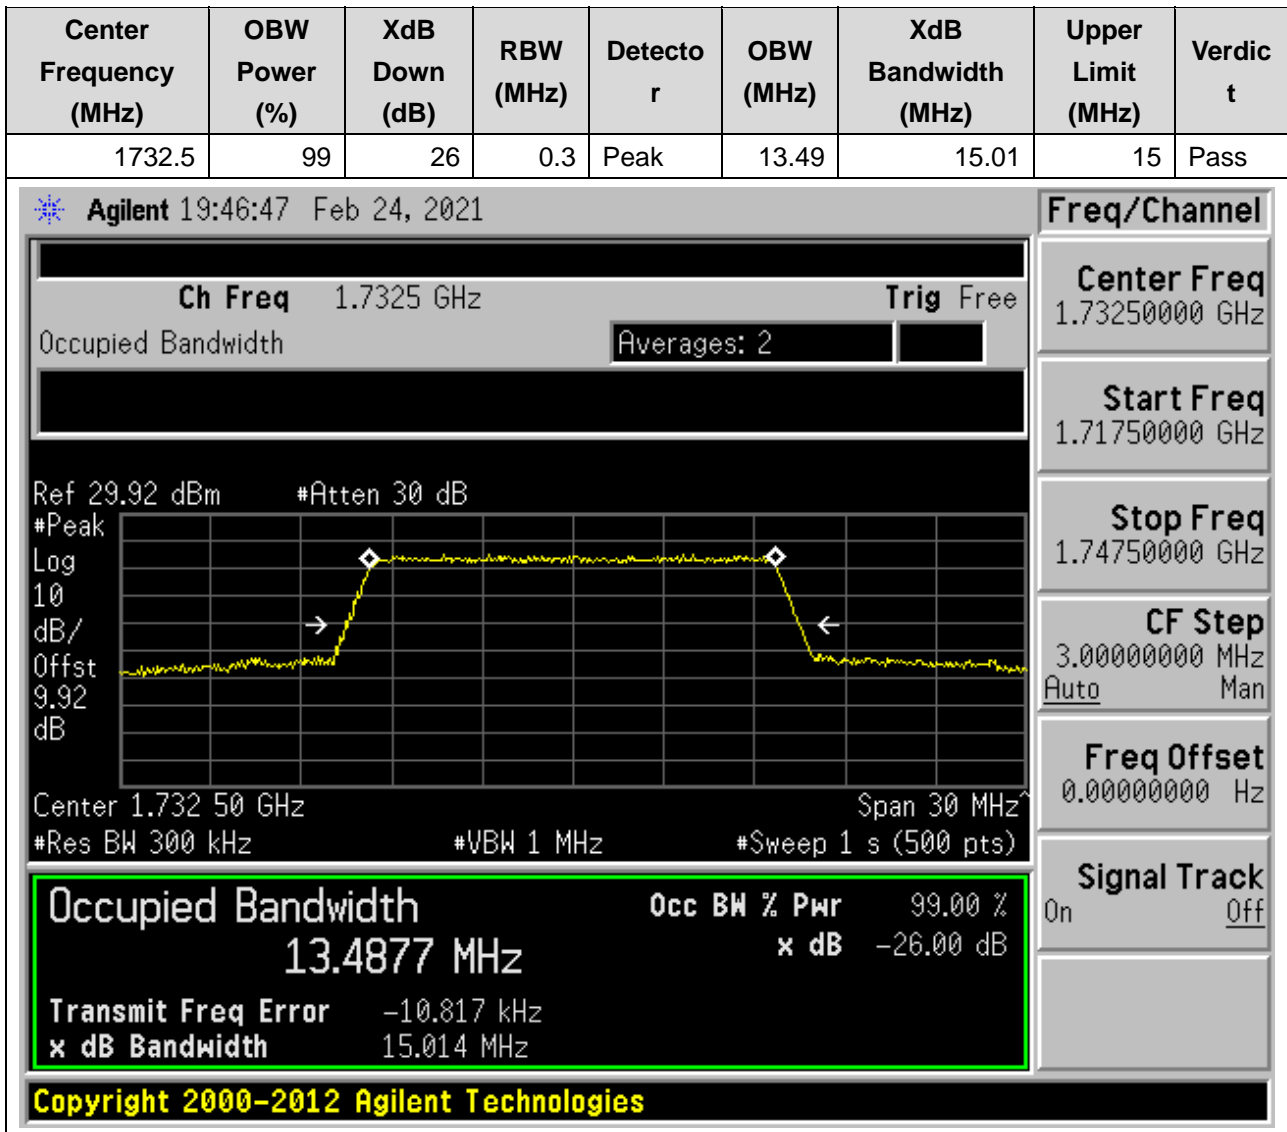 Center Frequency (MHz) OBW Power (%) XdB Down (dB) RBW (MHz) Detecto r OBW (MHz) XdB Bandwidth (MHz) Upper Limit (MHz) Verdic t
1732.5 99 26 0.3 Peak 13.49 15.01 15 Pass
Agilent 19:46:47 Feb 24, 2021
Ch Freq 1.7325 GHz Trig Free
Occupied Bandwidth Averages: 2
Ref 29.92 dBm #Atten 30 dB
#Peak
Log
10
dB/
Offst
9.92
dB
Center 1.732 50 GHz Span 30 MHz^
#Res BW 300 kHz #VBW 1 MHz #Sweep 1 s (500 pts)
Occupied Bandwidth Occ BW % Pwr 99.00 %
13.4877 MHz x dB -26.00 dB
Transmit Freq Error -10.817 kHz
x dB Bandwidth 15.014 MHz
Copyright 2000-2012 Agilent Technologies
Freq/Channel
Center Freq
1.73250000 GHz
Start Freq
1.71750000 GHz
Stop Freq
1.74750000 GHz
CF Step
3.00000000 MHz
Auto Man
Freq Offset
0.00000000 Hz
Signal Track
On Off